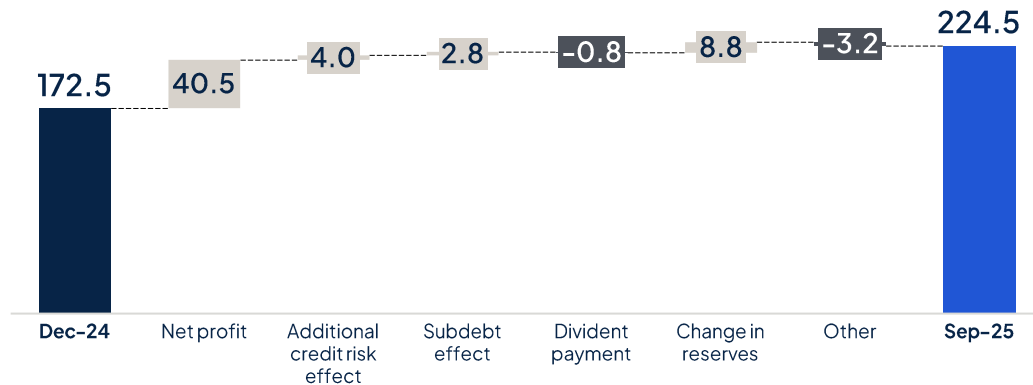 172.5
40.5
4.0
2.8
-0.8
8.8
-3.2
224.5
Dec-24
Net profit
Additional
credit risk
effect
Subdebt
effect
Divident
payment
Change in
reserves
Other
Sep-25